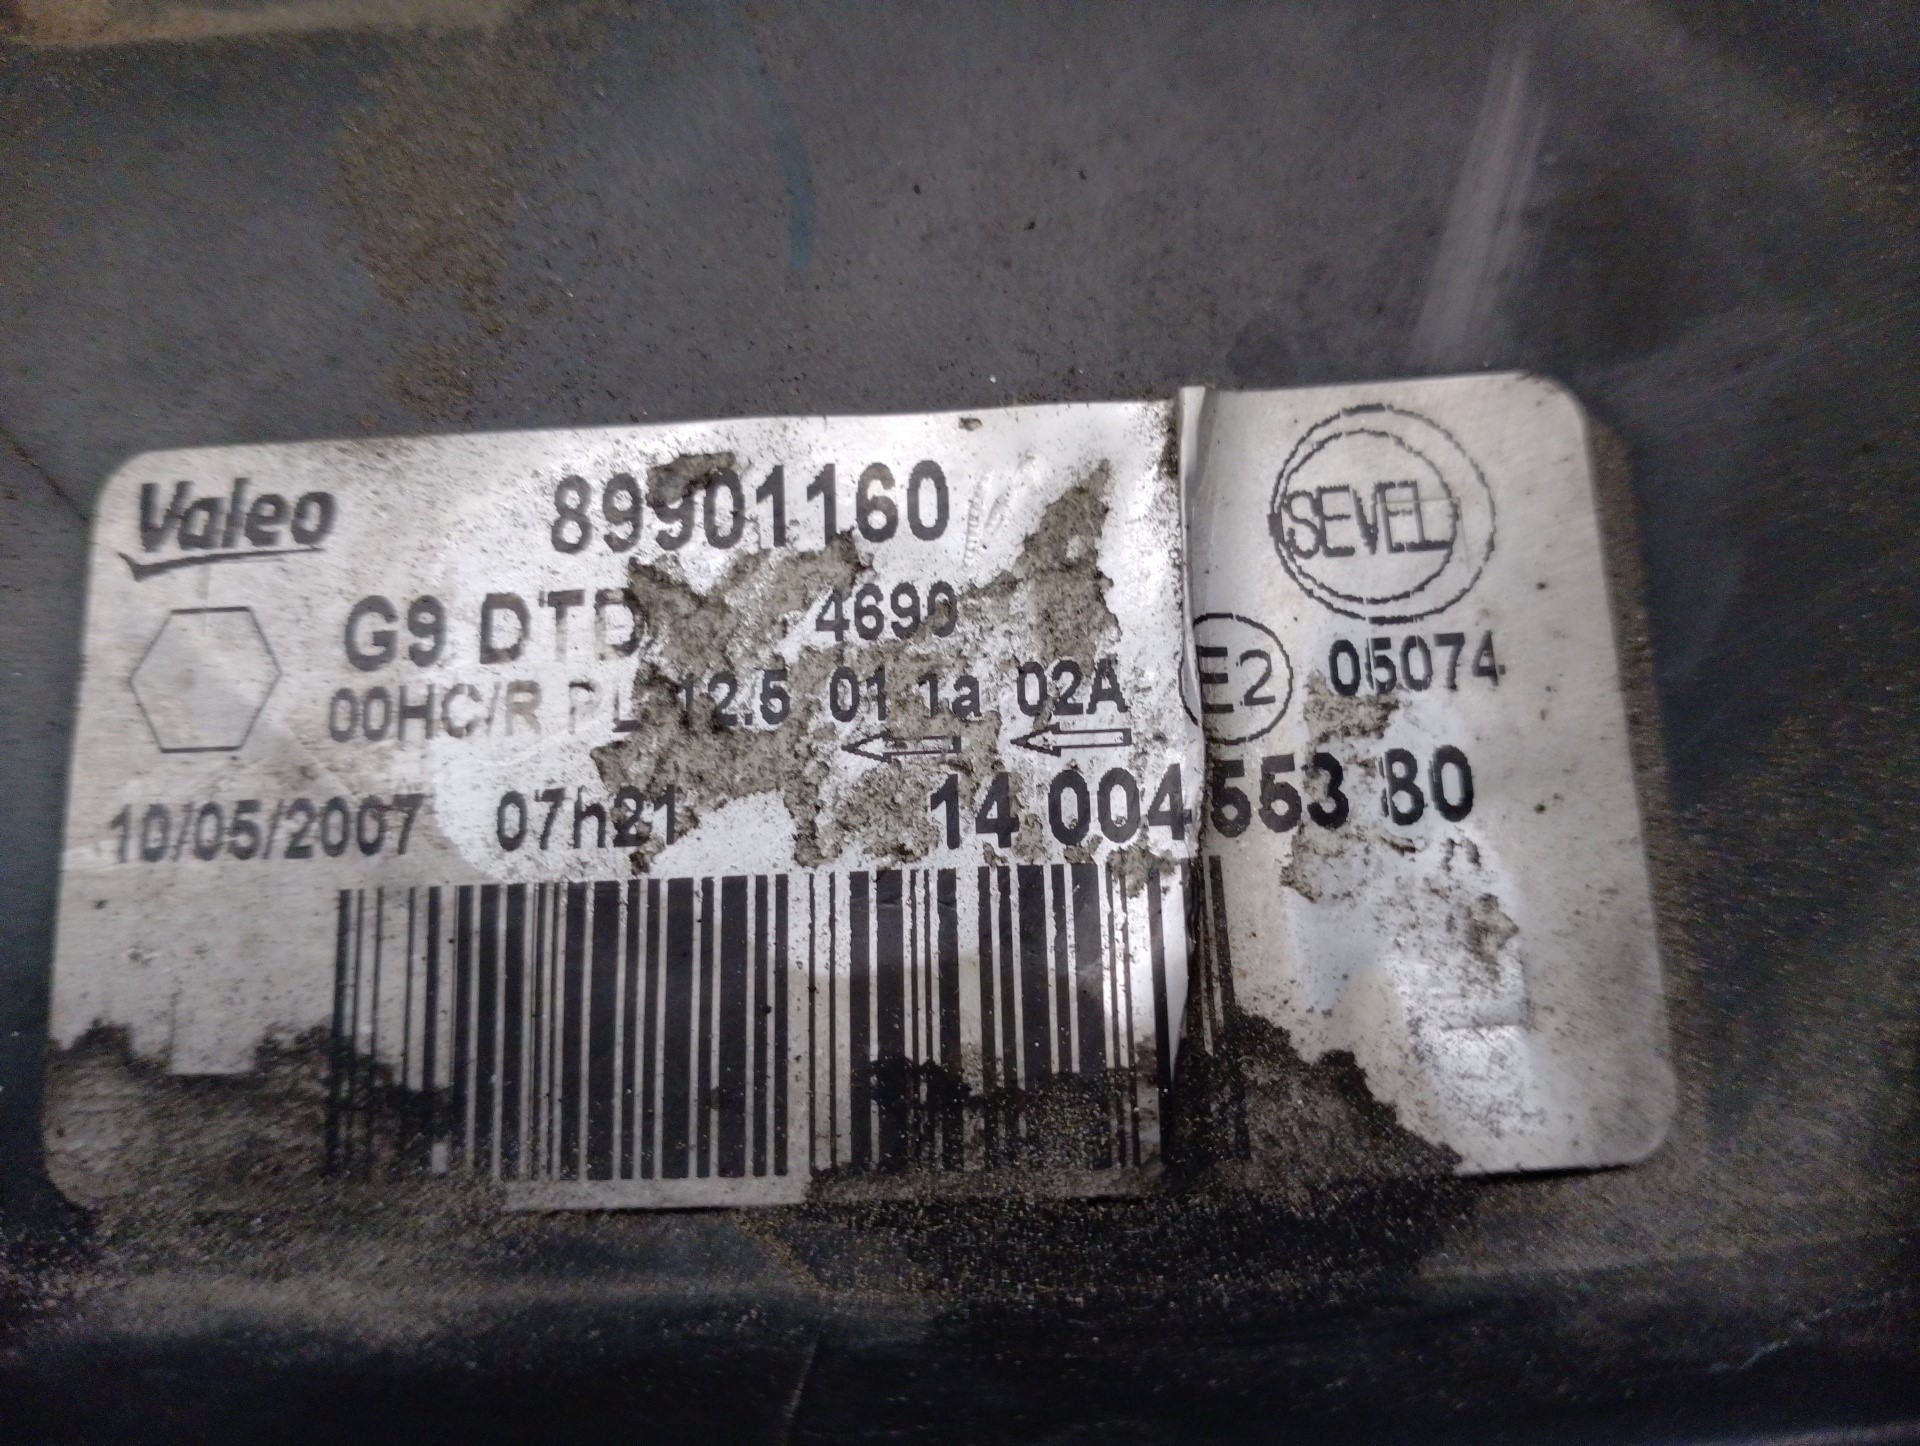 Valeo 89901160 SEVEL
G9 DTD 4690
00HC/R PL 12.5 01 1a 02A E2 05074
10/05/2007 07h21 14 004 553 80